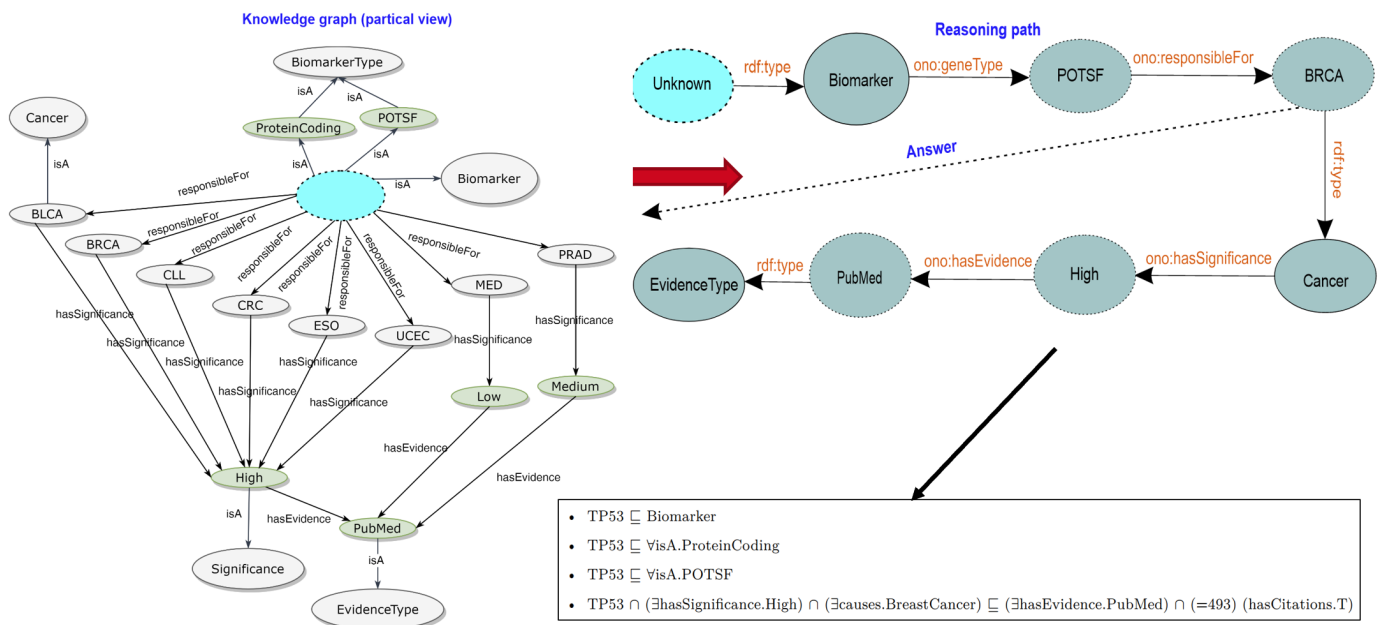 Knowledge graph (partical view)
BiomarkerType
isA
isA
Cancer
ProteinCoding
POTSF
isA
isA
isA
isA
Biomarker
responsibleFor
BLCA
BRCA
responsibleFor
responsibleFor
responsibleFor
responsibleFor
responsibleFor
responsibleFor
responsibleFor
PRAD
CLL
MED
CRC
ESO
UCEC
hasSignificance
hasSignificance
hasSignificance
hasSignificance
hasSignificance
hasSignificance
hasSignificance
hasSignificance
Low
Medium
hasEvidence
High
hasEvidence
isA
hasEvidence
PubMed
isA
Significance
EvidenceType
Reasoning path
Unknown
rdf:type
Biomarker
ono:geneType
POTSF
ono:responsibleFor
BRCA
Answer
rdf:type
EvidenceType
rdf:type
PubMed
ono:hasEvidence
High
ono:hasSignificance
Cancer
• TP53 ⊑ Biomarker
• TP53 ⊑ ∀isA.ProteinCoding
• TP53 ⊑ ∀isA.POTSF
• TP53 ∩ (∃hasSignificance.High) ∩ (∃causes.BreastCancer) ⊑ (∃hasEvidence.PubMed) ∩ (=493) (hasCitations.T)